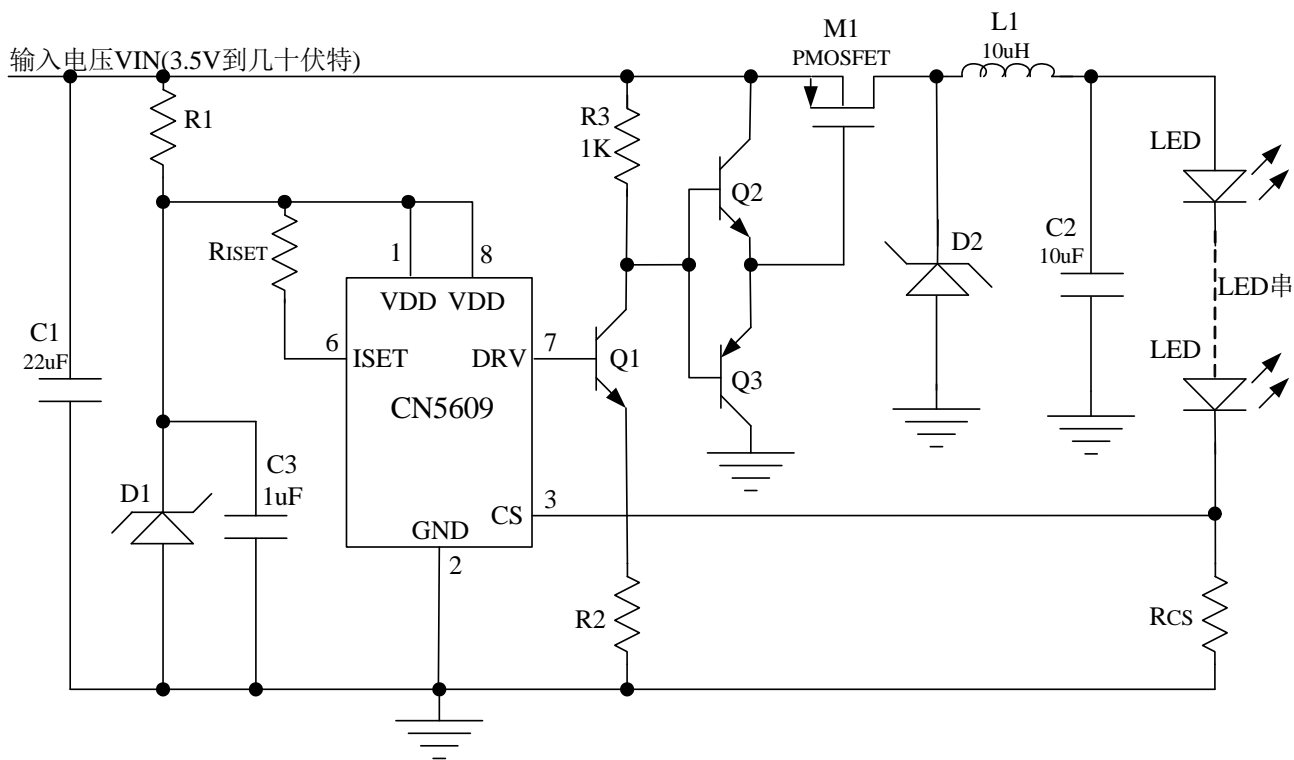 输入电压VIN(3.5V到几十伏特)
M1
PMOSFET
L1
10uH
R1
R3
1K
Q2
LED
RISET
1
8
VDD VDD
D2
C2
10uF
LED串
C1
22uF
6
ISET
DRV
7
Q1
Q3
LED
CN5609
D1
C3
1uF
CS
3
GND
2
R2
RCS